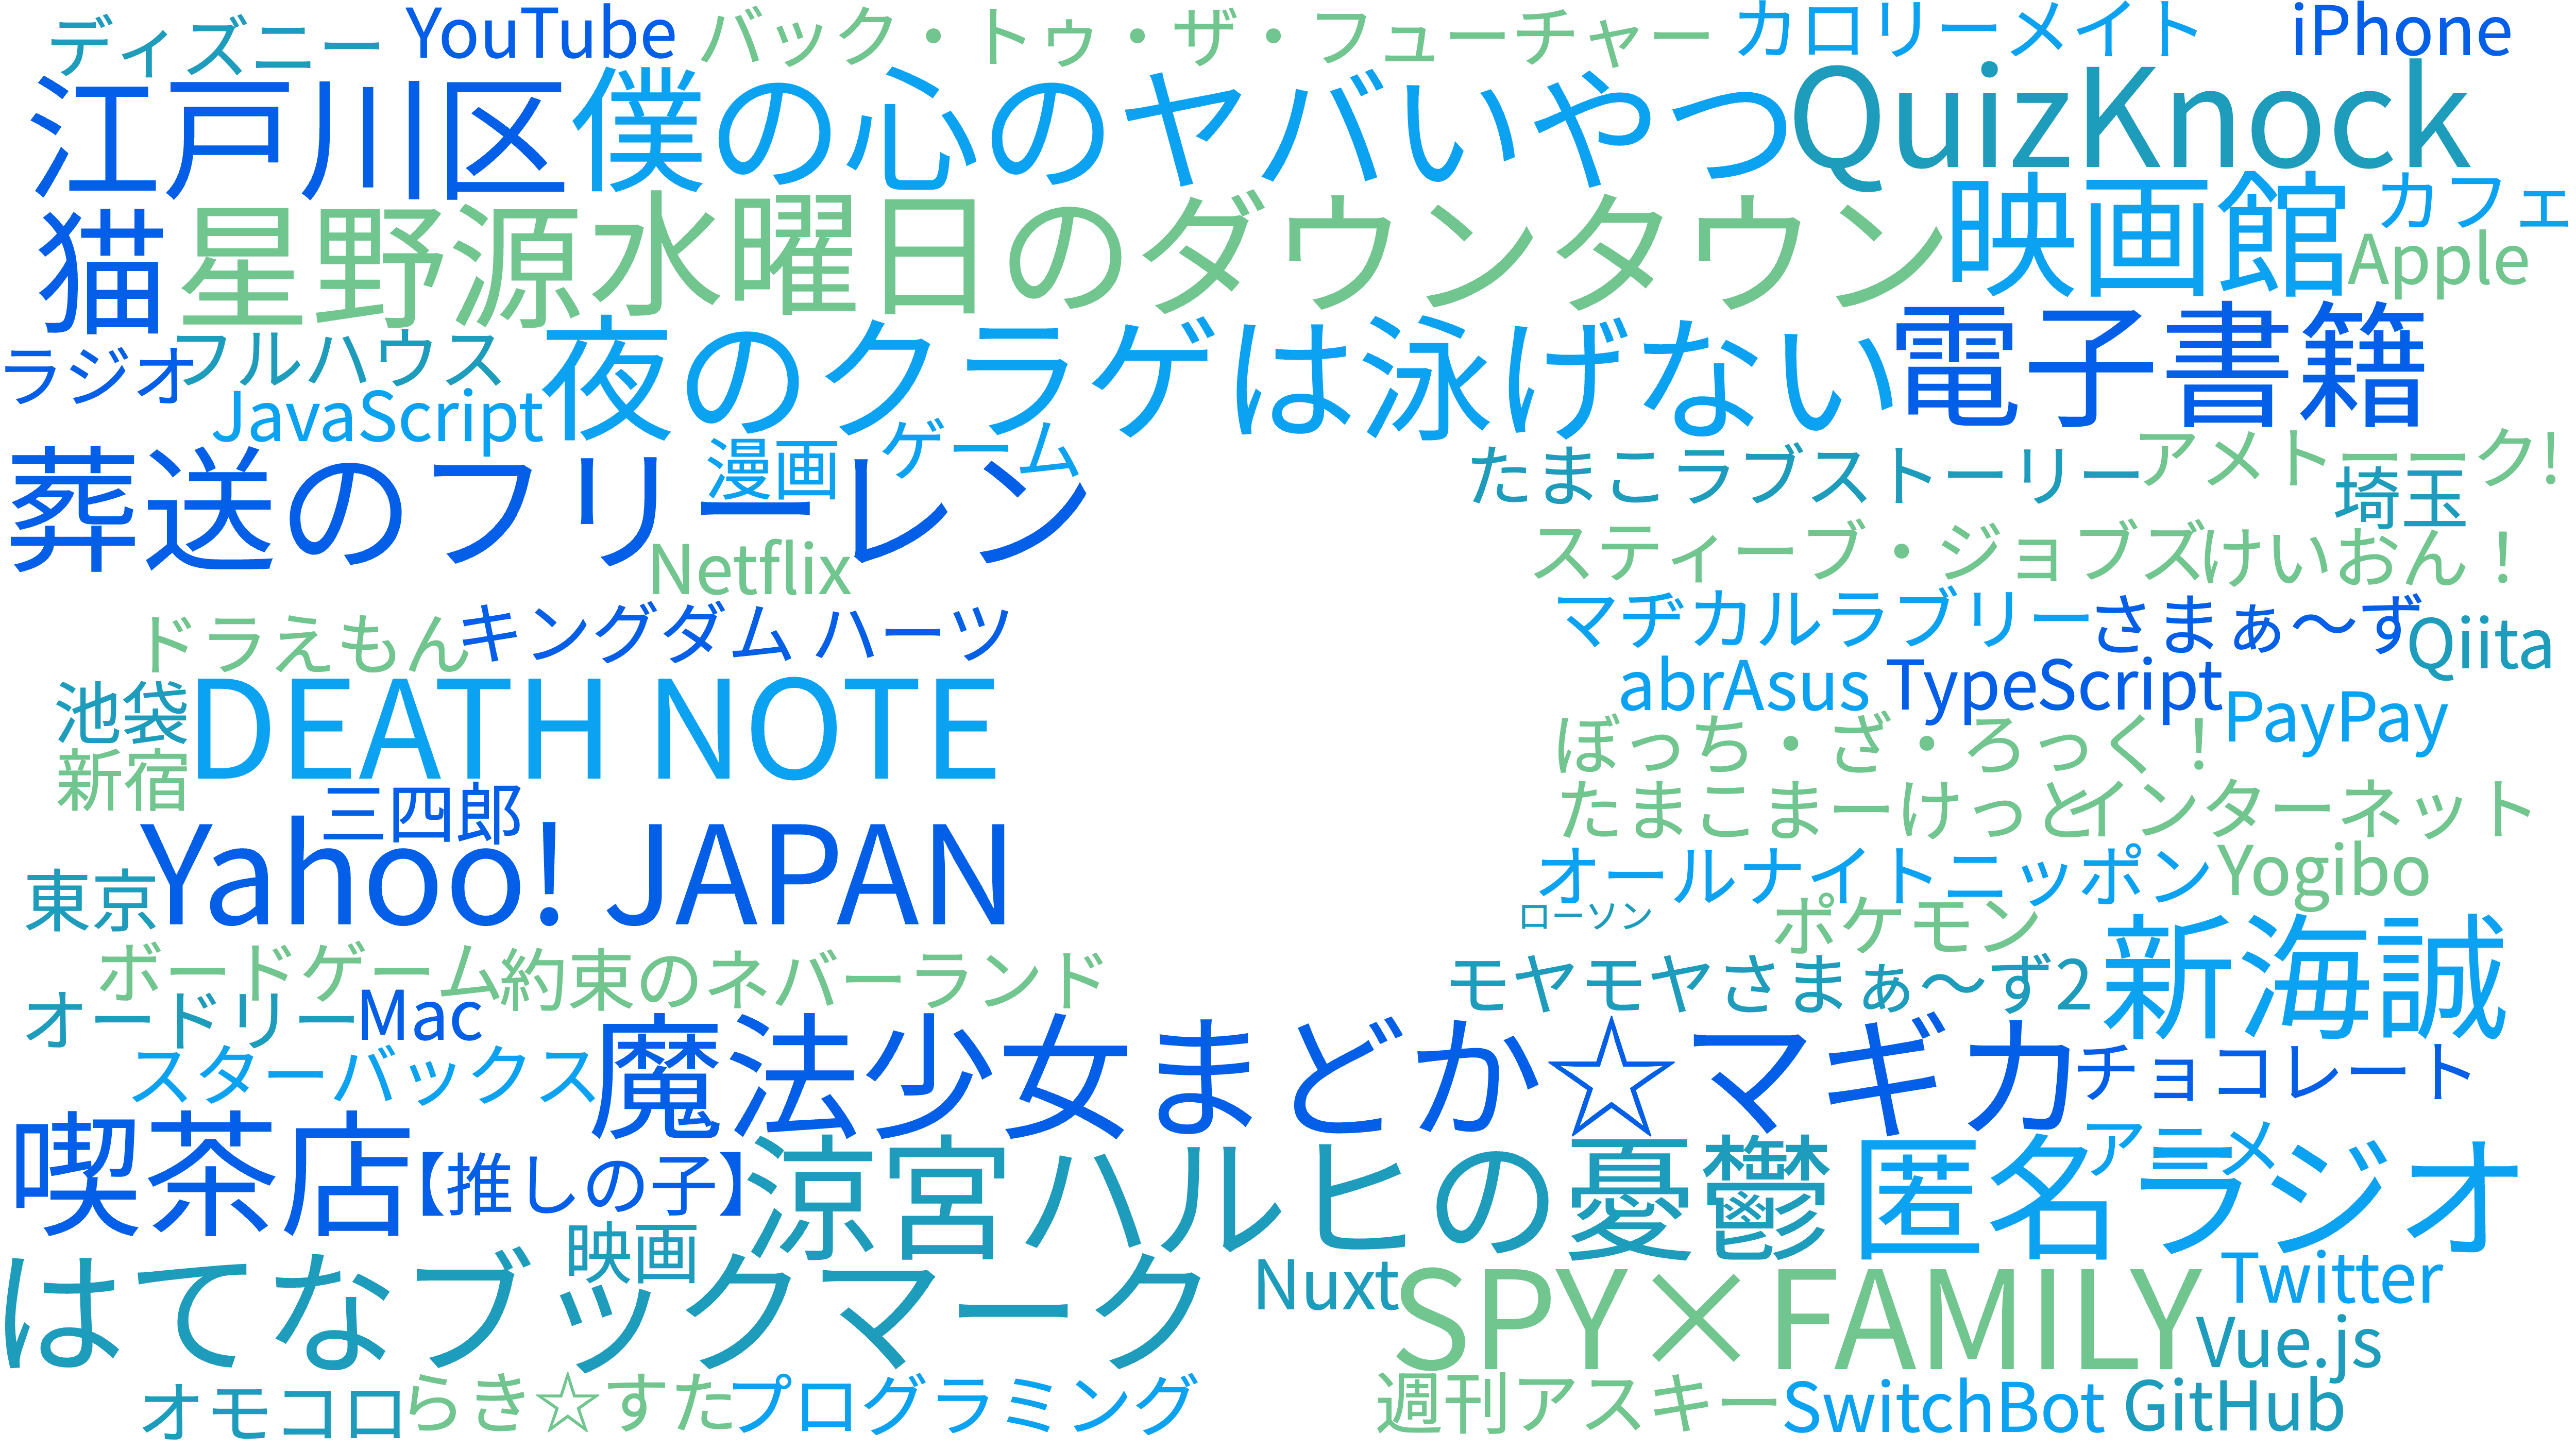 ディズニー YouTube バック・トゥ・ザ・フューチャー カロリーメイト iPhone
江戸川区 僕の心のヤバいやつ QuizKnock
猫 星野源 水曜日のダウンタウン 映画館 カフェ
Apple
ラジオ フルハウス 夜のクラゲは泳げない 電子書籍
JavaScript
葬送のフリーレン 漫画 ゲーム たまこラブストーリー アメトーーク!
埼玉
Netflix スティーブ・ジョブズ けいおん！
ドラえもん キングダム ハーツ マヂカルラブリー さまぁ〜ず Qiita
池袋 DEATH NOTE abrAsus TypeScript PayPay
新宿 ぼっち・ざ・ろっく！
三四郎 たまこまーけっと インターネット
東京 Yahoo! JAPAN オールナイトニッポン Yogibo
ローソン ポケモン
ボードゲーム 約束のネバーランド モヤモヤさまぁ〜ず2 新海誠
オードリー Mac
スターバックス 魔法少女まどか☆マギカ チョコレート
喫茶店 【推しの子】 涼宮ハルヒの憂鬱 匿名ラジオ アニメ
はてなブックマーク 映画 Nuxt SPY×FAMILY Twitter
Vue.js
オモコロ らき☆すた プログラミング 週刊アスキー SwitchBot GitHub